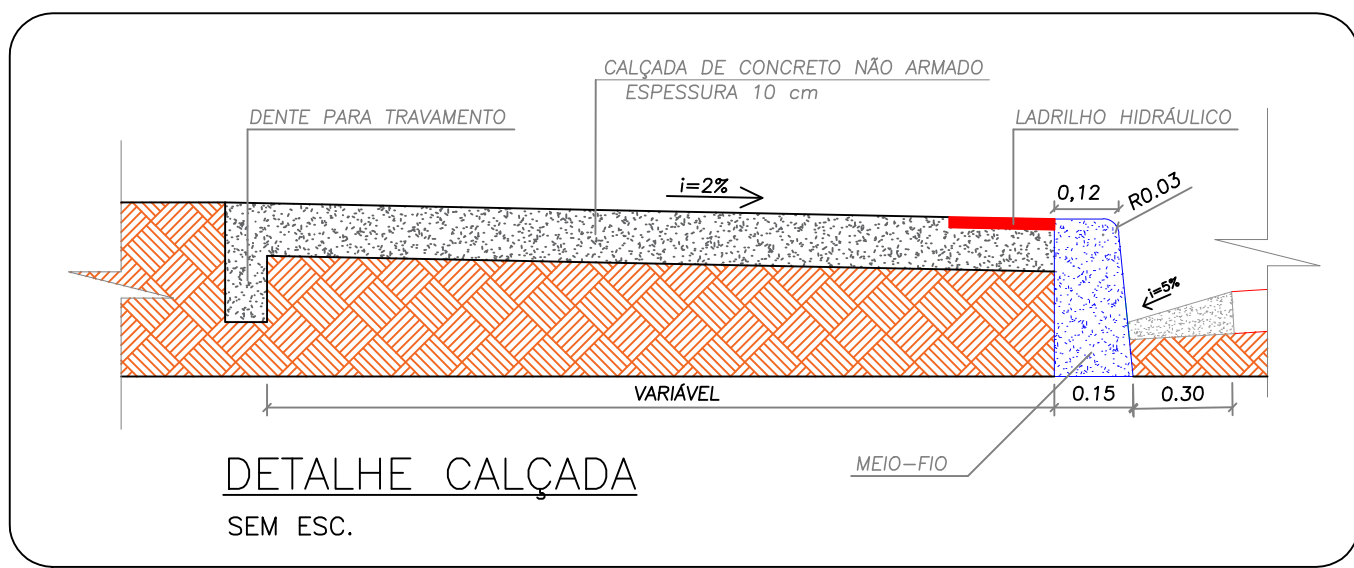 CALÇADA DE CONCRETO NÃO ARMADO
ESPESSURA 10 cm
DENTE PARA TRAVAMENTO
LADRILHO HIDRÁULICO
i=2%
0,12
R0.03
i=5%
VARIÁVEL
0.15
0.30
MEIO-FIO
DETALHE CALÇADA
SEM ESC.